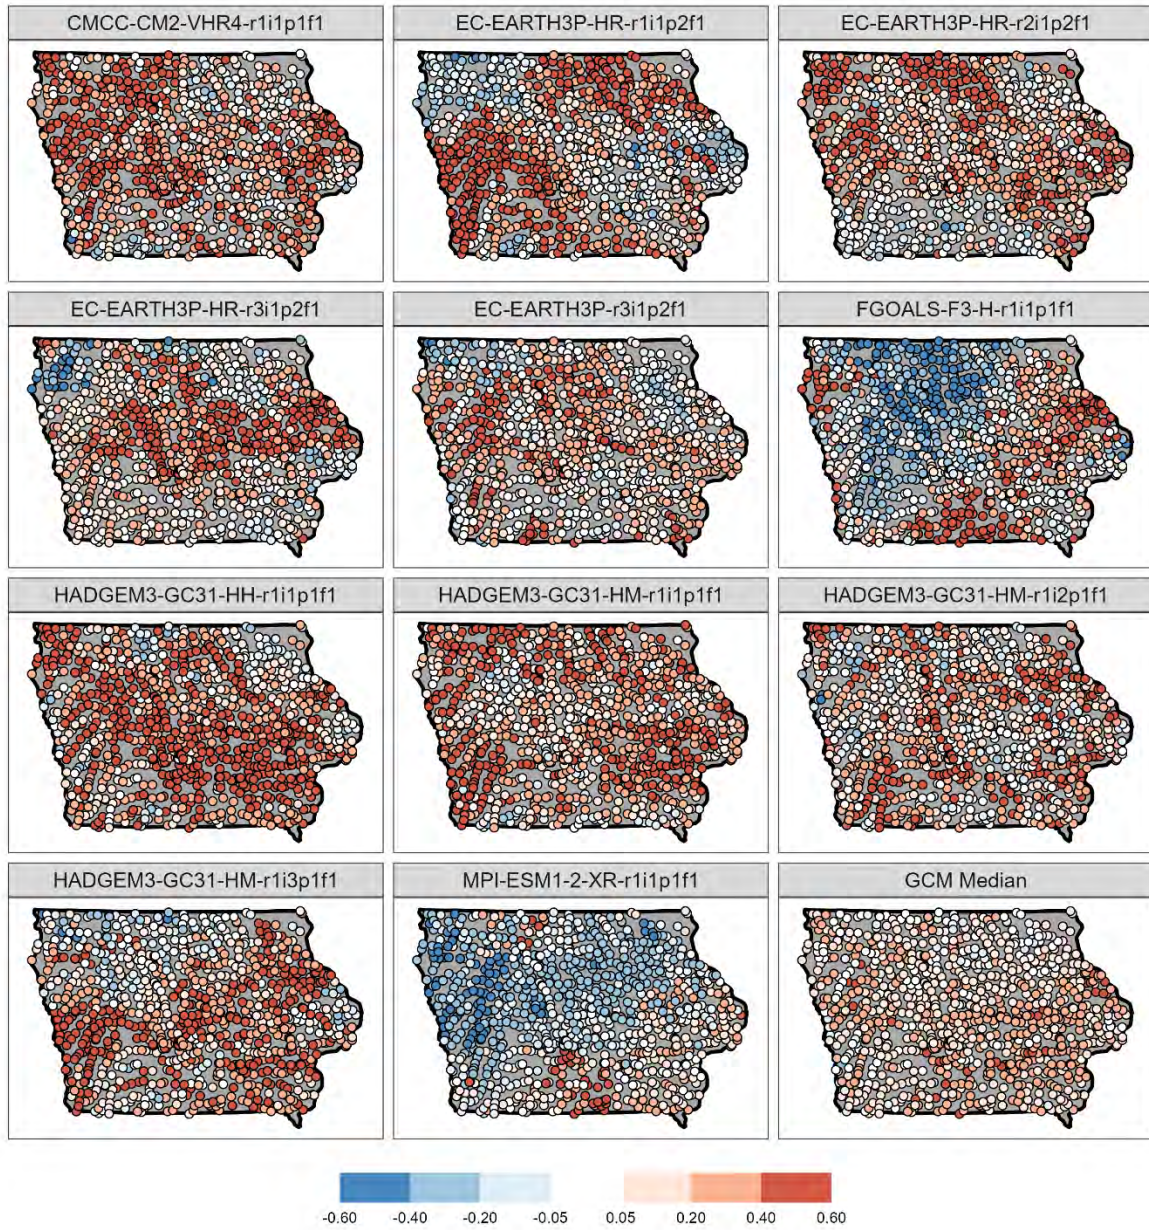 CMCC-CM2-VHR4-r1i1p1f1
EC-EARTH3P-HR-r1i1p2f1
EC-EARTH3P-HR-r2i1p2f1
EC-EARTH3P-HR-r3i1p2f1
EC-EARTH3P-r3i1p2f1
FGOALS-F3-H-r1i1p1f1
HADGEM3-GC31-HH-r1i1p1f1
HADGEM3-GC31-HM-r1i1p1f1
HADGEM3-GC31-HM-r1i2p1f1
HADGEM3-GC31-HM-r1i3p1f1
MPI-ESM1-2-XR-r1i1p1f1
GCM Median
-0.60 -0.40 -0.20 -0.05 0.05 0.20 0.40 0.60